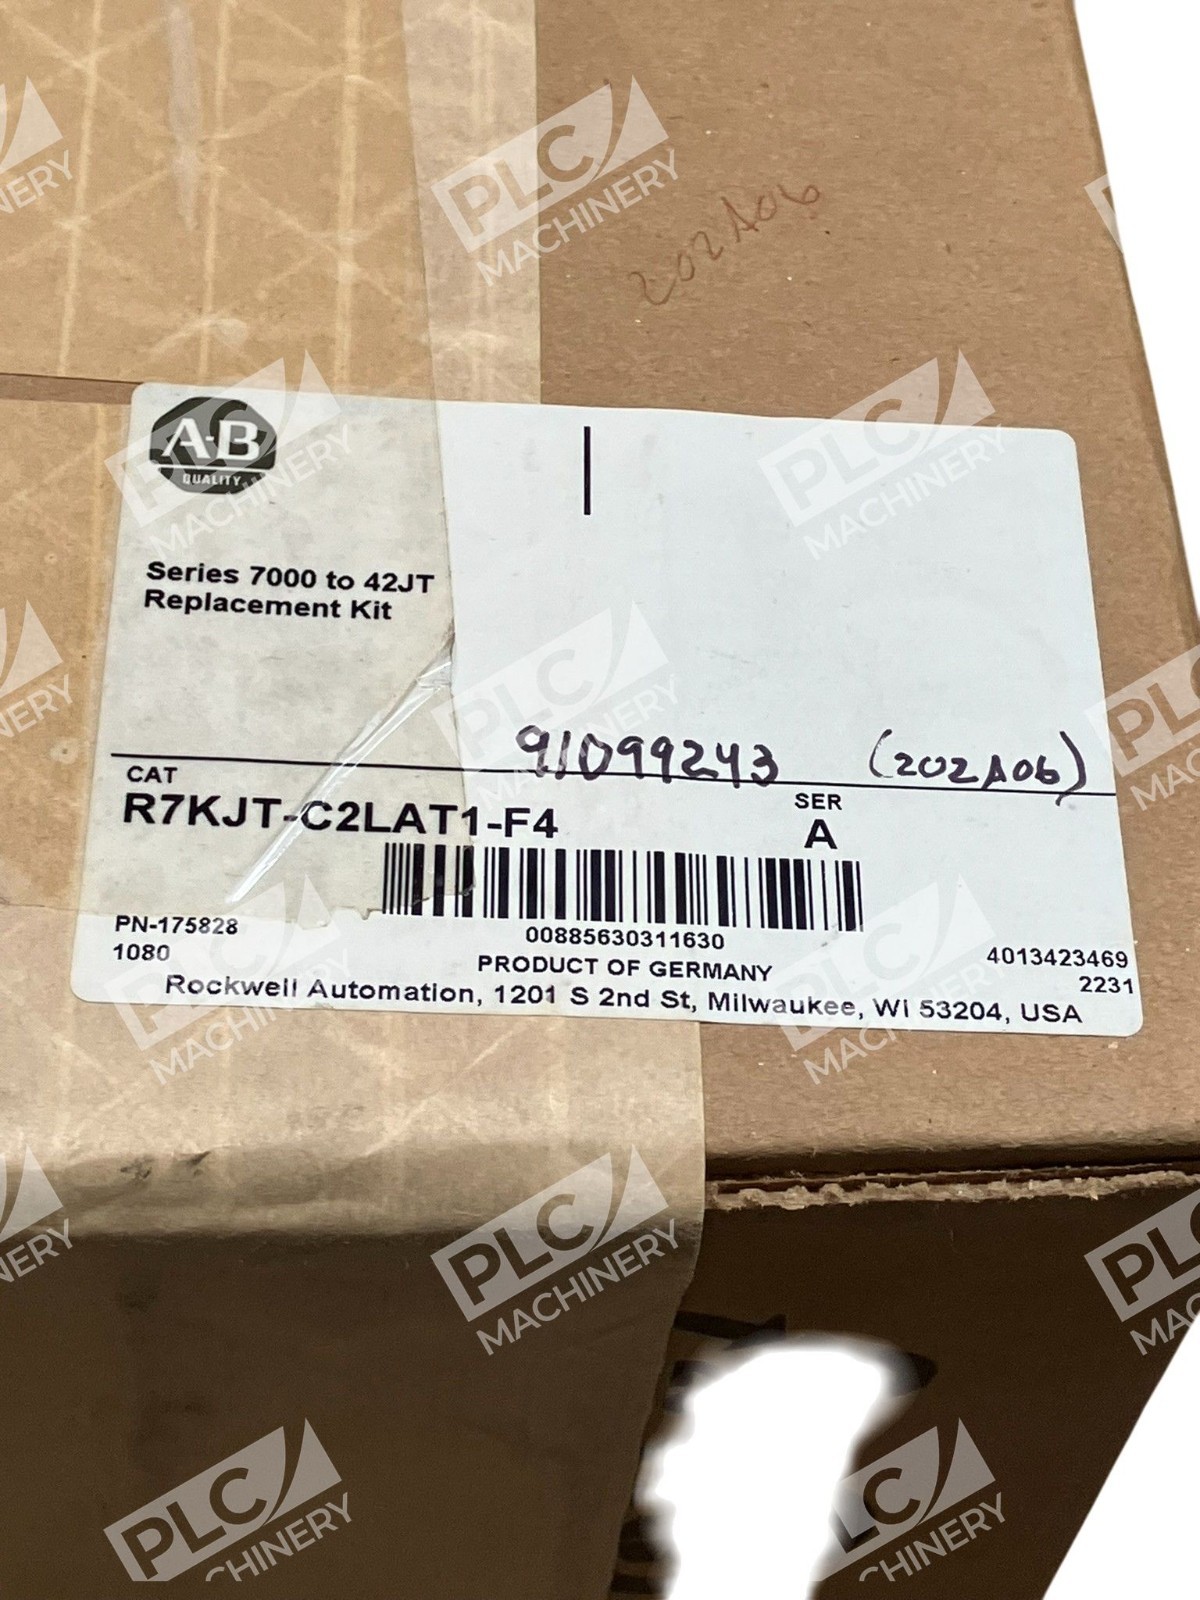 202A06
A-B
QUALITY
Series 7000 to 42JT
Replacement Kit
91099243 (202A06)
CAT
R7KJT-C2LAT1-F4
SER
A
00885630311630
PN-175828
1080
PRODUCT OF GERMANY
4013423469
2231
Rockwell Automation, 1201 S 2nd St, Milwaukee, WI 53204, USA
PLC
MACHINERY